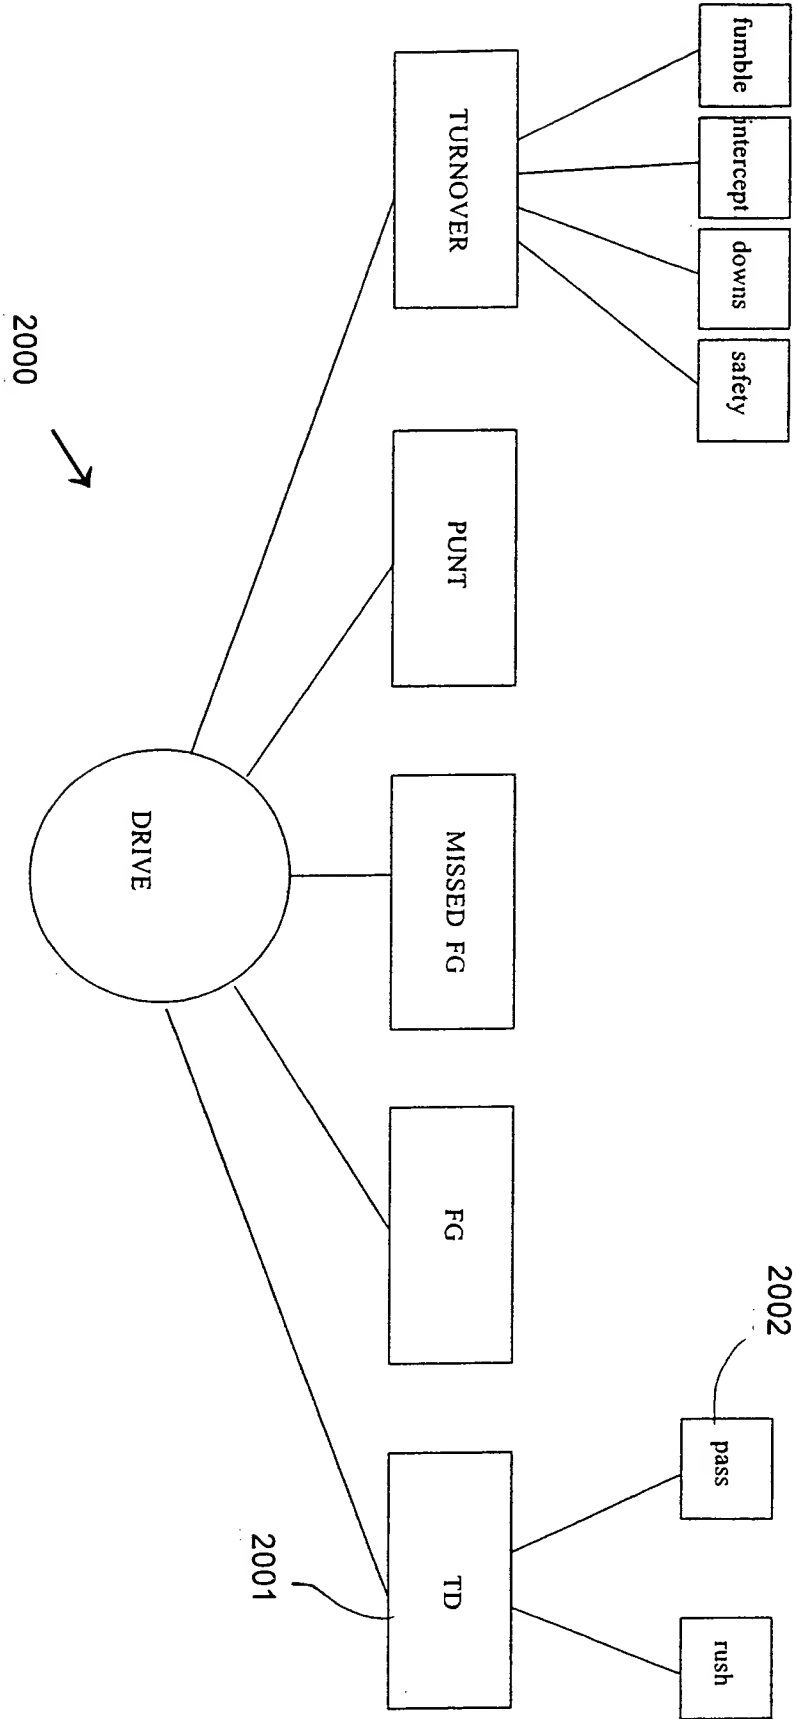 fumble
intercept
downs
safety
2002
pass
rush
TURNOVER
PUNT
MISSED FG
FG
TD
2001
DRIVE
2000